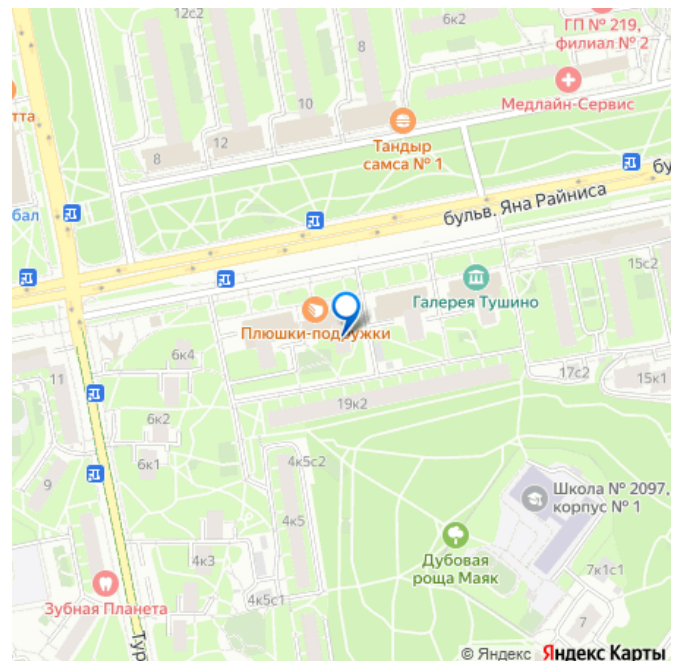 12с2
6к2
ГП № 219,
филиал № 2
8
10
Медлайн-Сервис
тта
12
8
Тандыр
самса № 1
бу
бульв. Яна Райниса
бал
15с2
Галерея Тушино
Плюшки-подружки
6к4
11
17с2
15к1
19к2
6к2
6к1
4к5с2
9
Школа № 2097,
корпус № 1
4к5
Дубовая
роща Маяк
4к3
7к1с1
Зубная Планета
4к5с1
7
Тур
© Яндекс Яндекс Карты